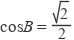 cosB = √2/2